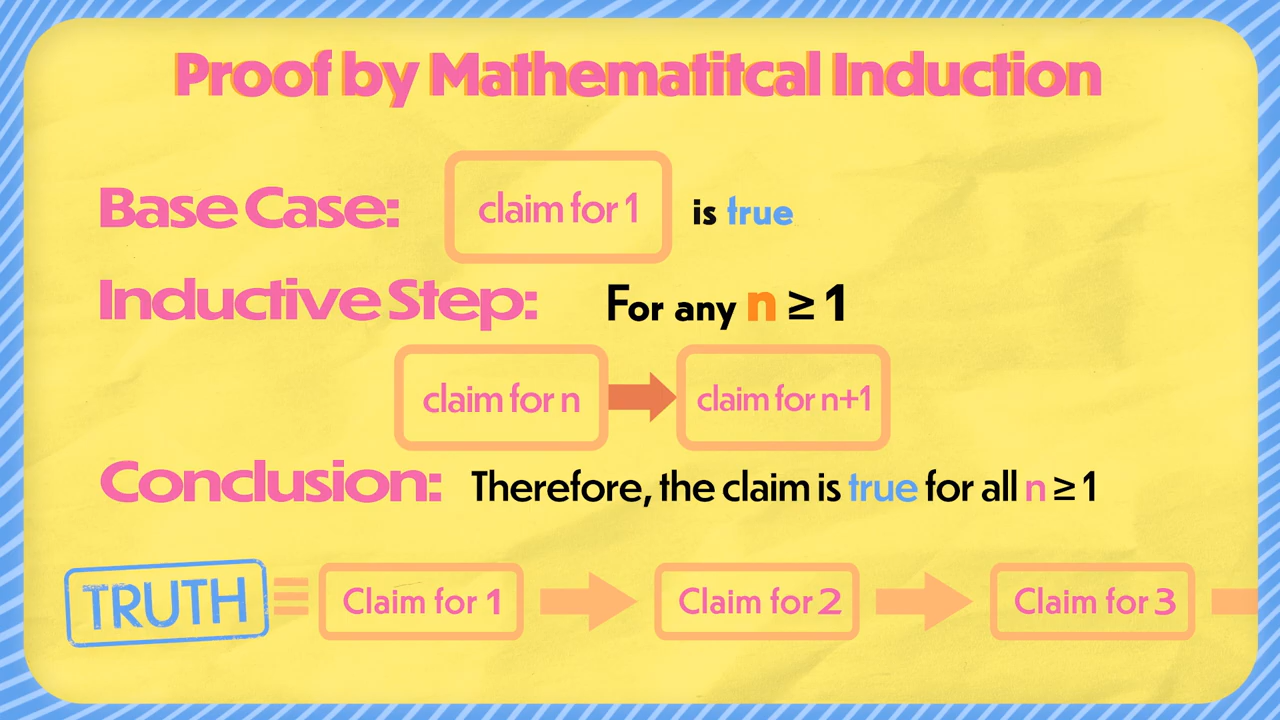 Proof by Mathematitcal Induction
Base Case: claim for 1 is true
Inductive Step: For any n ≥ 1
claim for n claim for n+1
Conclusion: Therefore, the claim is true for all n ≥ 1
TRUTH Claim for 1 Claim for 2 Claim for 3